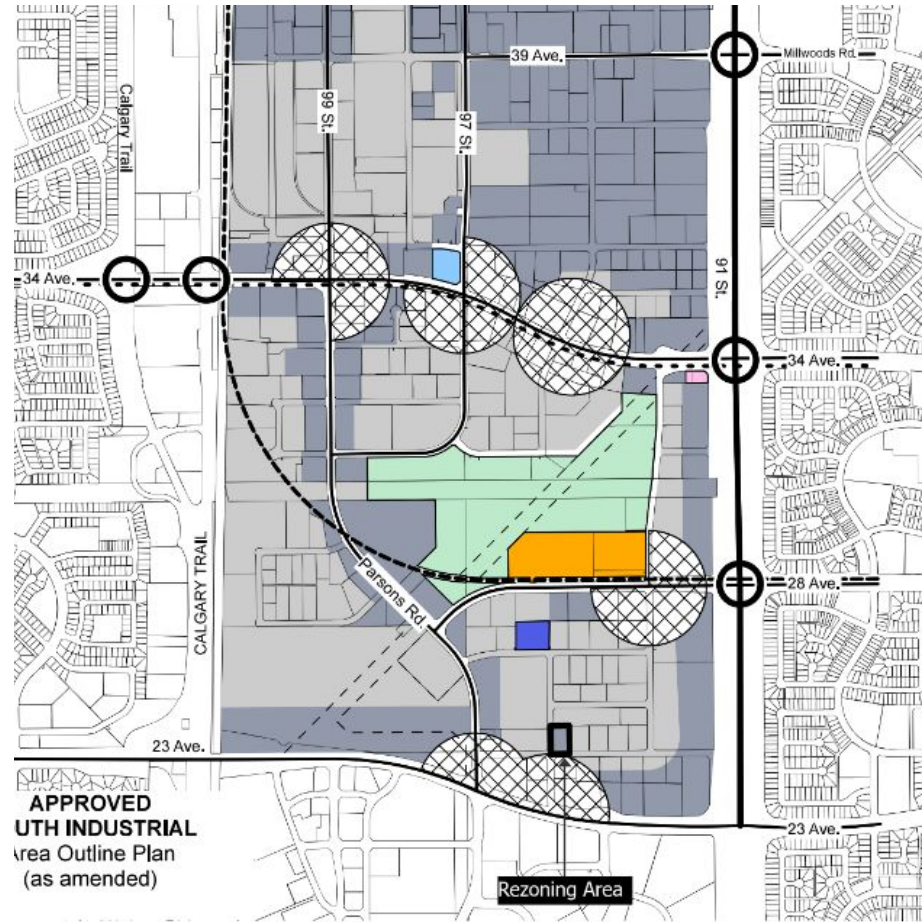 39 Ave.
Millwoods Rd.
Calgary Trail
99 St.
97 St.
34 Ave.
91 St.
34 Ave.
CALGARY TRAIL
Parsons Rd.
28 Ave.
23 Ave.
APPROVED
UTH INDUSTRIAL
Area Outline Plan
(as amended)
23 Ave.
Rezoning Area